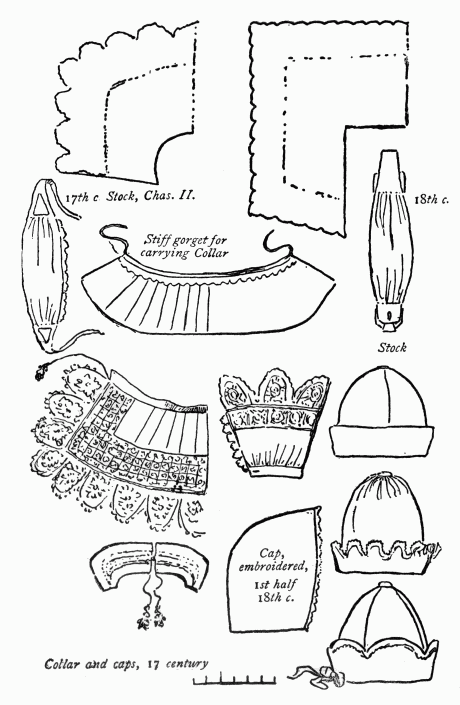 17th c Stock, Chas. II.
18th c.
Stiff gorget for
carrying Collar
Stock
Cap,
embroidered,
1st half
18th c.
Collar and caps, 17 century